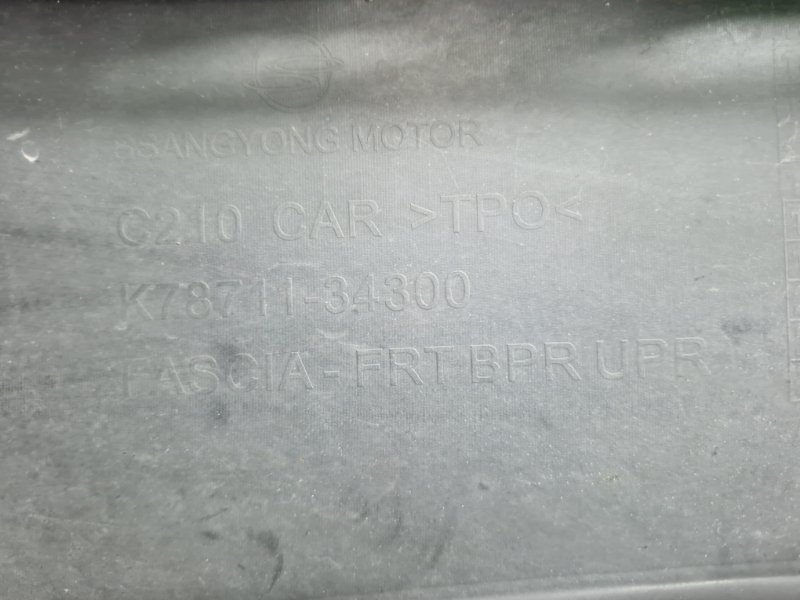 SSANGYONG MOTOR
C210 CAR >TPO<
K78711-34300
FASCIA - FRT BPR UPR